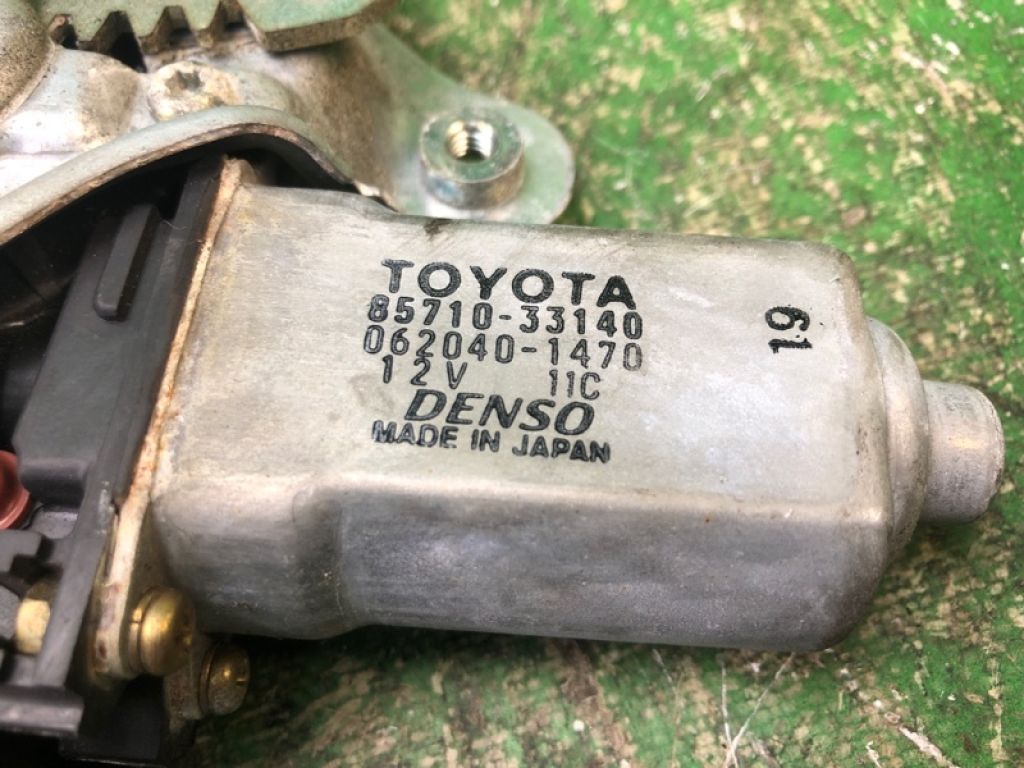 TOYOTA
85710-33140
062040-1470
12V 11C
DENSO
MADE IN JAPAN
19